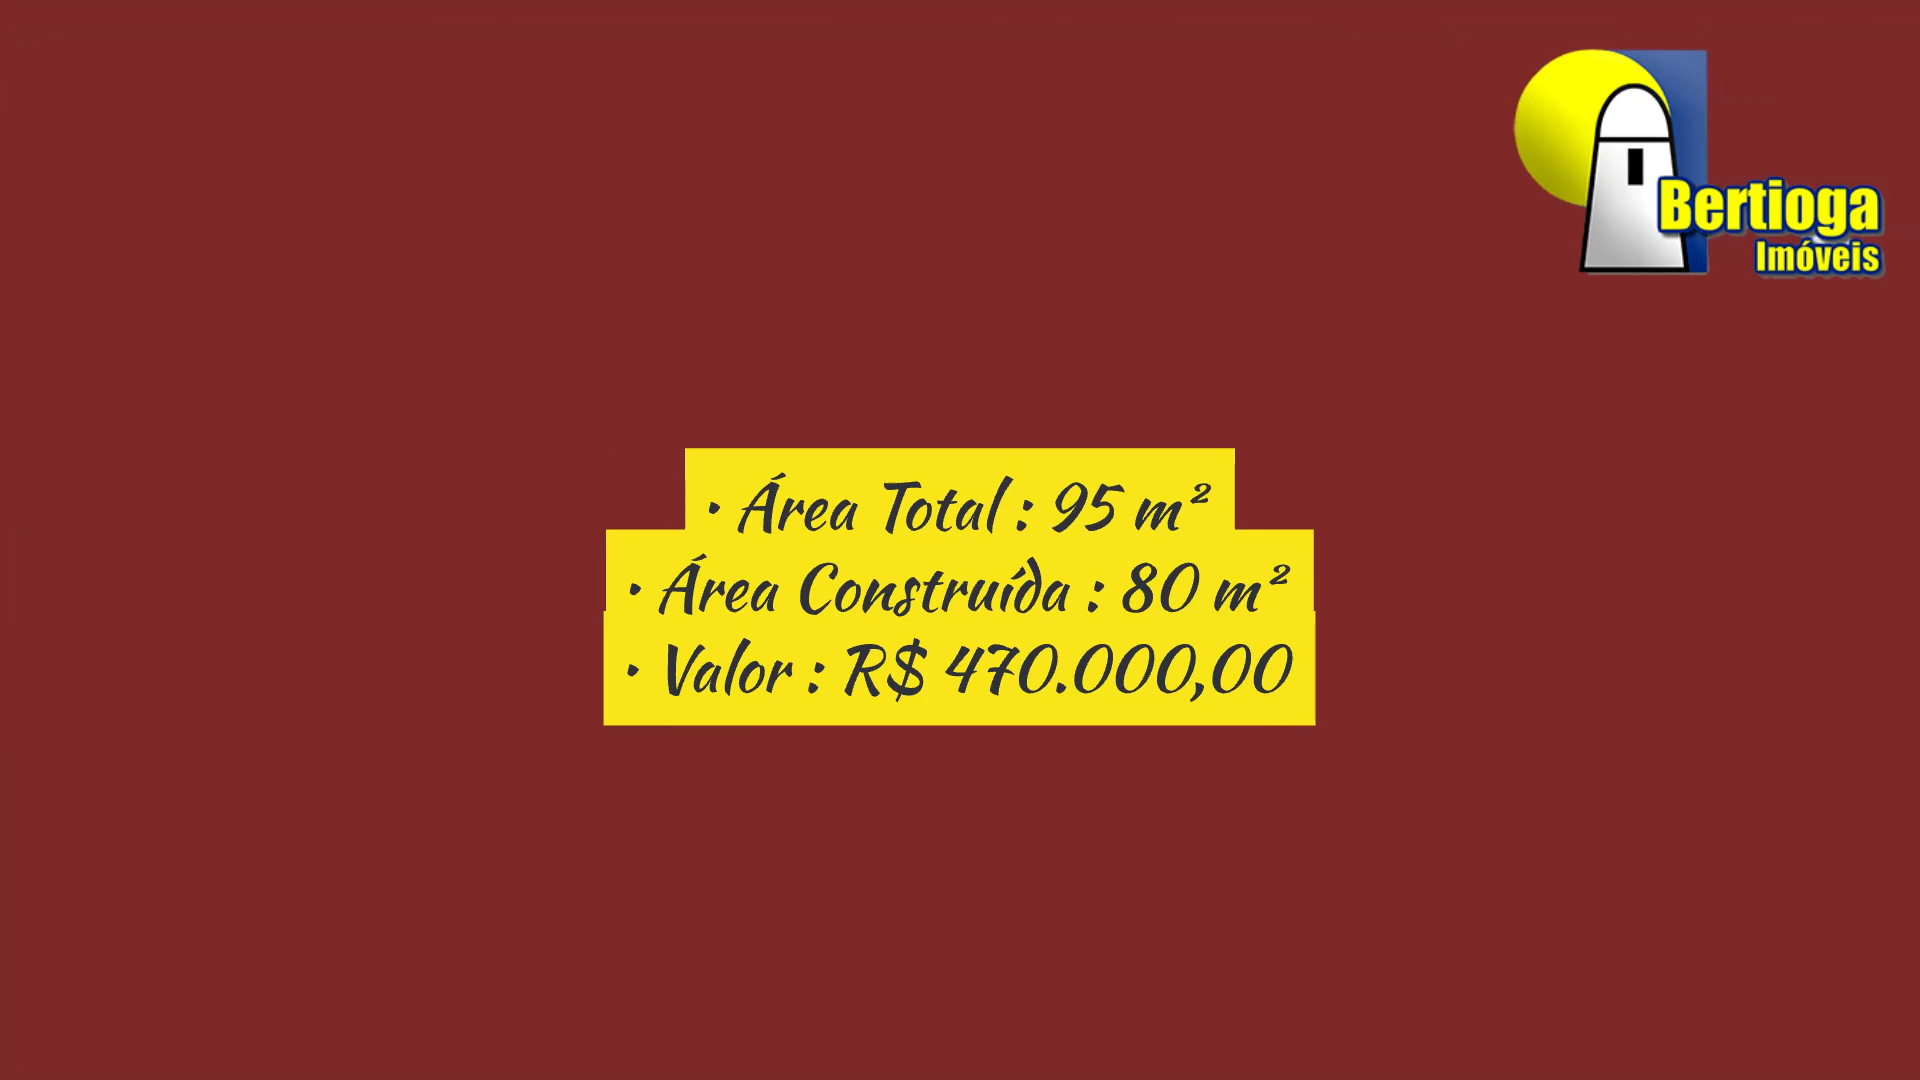 Bertioga
Imóveis
• Área Total : 95 m²
• Área Construída : 80 m²
• Valor : R$ 470.000,00